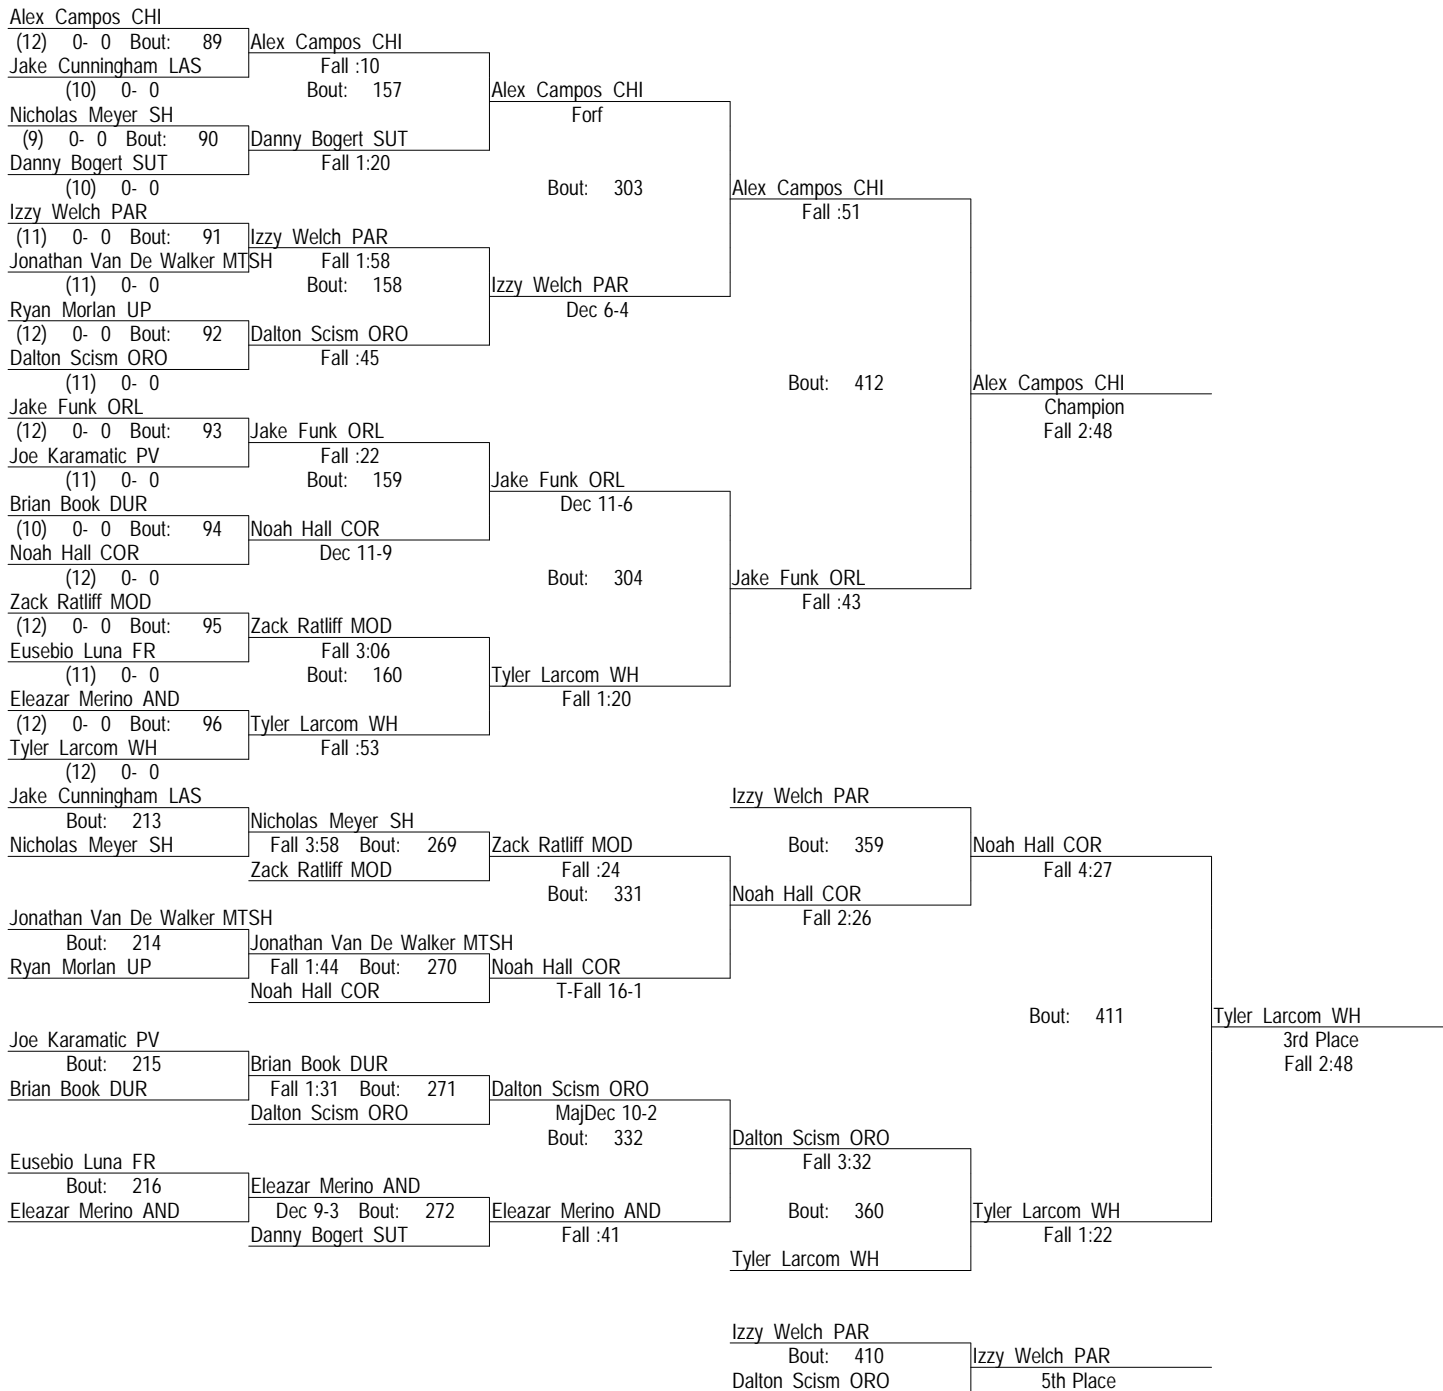 Alex Campos CHI
(12) 0- 0 Bout: 89 Alex Campos CHI
Jake Cunningham LAS Fall :10
(10) 0- 0 Bout: 157 Alex Campos CHI
Nicholas Meyer SH Forf
(9) 0- 0 Bout: 90 Danny Bogert SUT
Danny Bogert SUT Fall 1:20
(10) 0- 0 Bout: 303 Alex Campos CHI
Izzy Welch PAR Fall :51
(11) 0- 0 Bout: 91 Izzy Welch PAR
Jonathan Van De Walker MTSH Fall 1:58
(11) 0- 0 Bout: 158 Izzy Welch PAR
Ryan Morlan UP Dec 6-4
(12) 0- 0 Bout: 92 Dalton Scism ORO
Dalton Scism ORO Fall :45
(11) 0- 0 Bout: 412 Alex Campos CHI
Jake Funk ORL Champion
(12) 0- 0 Bout: 93 Jake Funk ORL Fall 2:48
Joe Karamatic PV Fall :22
(11) 0- 0 Bout: 159 Jake Funk ORL
Brian Book DUR Dec 11-6
(10) 0- 0 Bout: 94 Noah Hall COR
Noah Hall COR Dec 11-9
(12) 0- 0 Bout: 304 Jake Funk ORL
Zack Ratliff MOD Fall :43
(12) 0- 0 Bout: 95 Zack Ratliff MOD
Eusebio Luna FR Fall 3:06
(11) 0- 0 Bout: 160 Tyler Larcom WH
Eleazar Merino AND Fall 1:20
(12) 0- 0 Bout: 96 Tyler Larcom WH
Tyler Larcom WH Fall :53
(12) 0- 0
Jake Cunningham LAS Izzy Welch PAR
Bout: 213 Nicholas Meyer SH
Nicholas Meyer SH Fall 3:58 Bout: 269 Zack Ratliff MOD Bout: 359 Noah Hall COR
Zack Ratliff MOD Fall :24 Fall 4:27
Bout: 331 Noah Hall COR
Jonathan Van De Walker MTSH Fall 2:26
Bout: 214 Jonathan Van De Walker MTSH
Ryan Morlan UP Fall 1:44 Bout: 270 Noah Hall COR
Noah Hall COR T-Fall 16-1
Bout: 411 Tyler Larcom WH
Joe Karamatic PV 3rd Place
Bout: 215 Brian Book DUR Fall 2:48
Brian Book DUR Fall 1:31 Bout: 271 Dalton Scism ORO
Dalton Scism ORO MajDec 10-2
Bout: 332 Dalton Scism ORO
Eusebio Luna FR Fall 3:32
Bout: 216 Eleazar Merino AND
Eleazar Merino AND Dec 9-3 Bout: 272 Eleazar Merino AND Bout: 360 Tyler Larcom WH
Danny Bogert SUT Fall :41 Fall 1:22
Tyler Larcom WH
Izzy Welch PAR
Bout: 410 Izzy Welch PAR
Dalton Scism ORO 5th Place